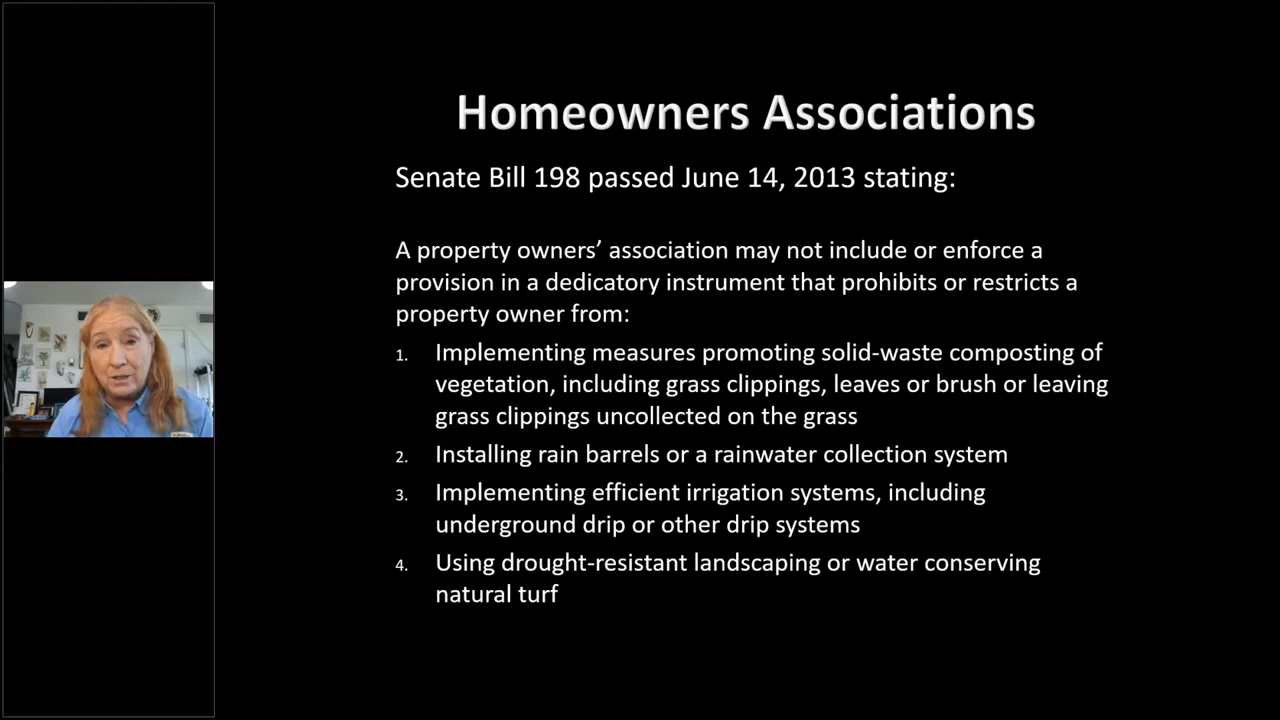 Homeowners Associations
Senate Bill 198 passed June 14, 2013 stating:
A property owners’ association may not include or enforce a
provision in a dedicatory instrument that prohibits or restricts a
property owner from:
1. Implementing measures promoting solid-waste composting of
vegetation, including grass clippings, leaves or brush or leaving
grass clippings uncollected on the grass
2. Installing rain barrels or a rainwater collection system
3. Implementing efficient irrigation systems, including
underground drip or other drip systems
4. Using drought-resistant landscaping or water conserving
natural turf